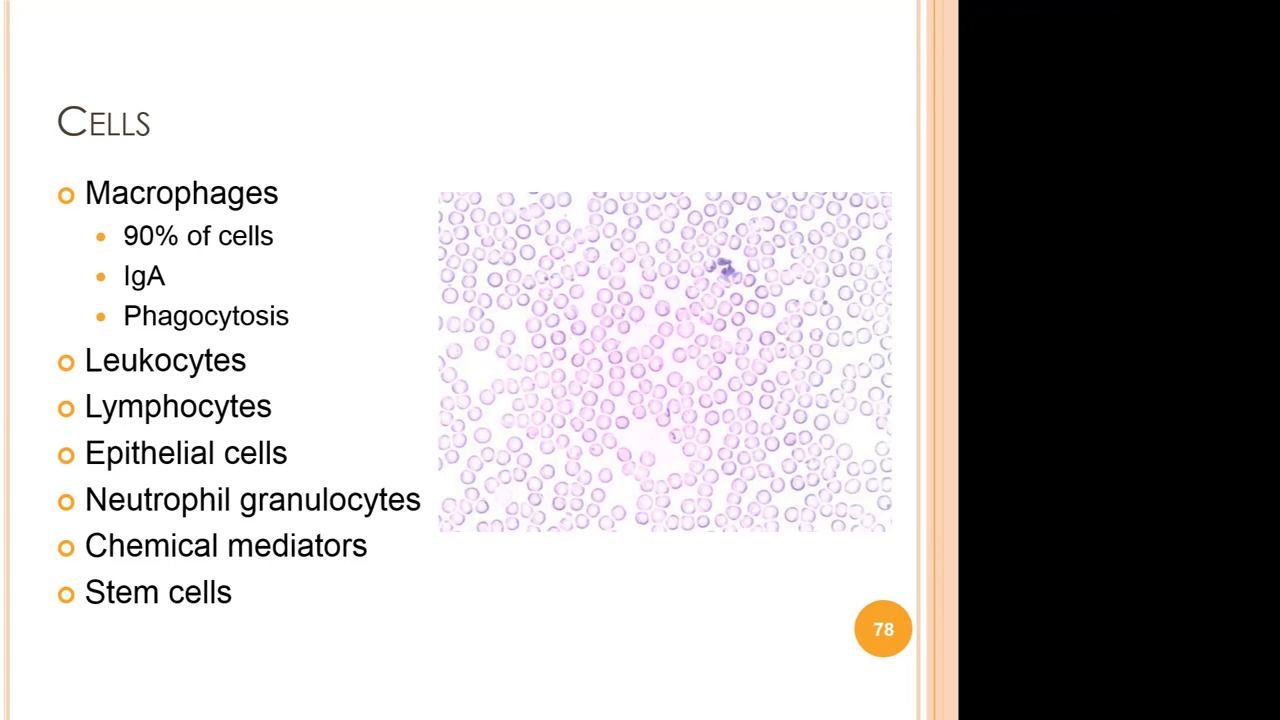 Cells
Macrophages
90% of cells
IgA
Phagocytosis
Leukocytes
Lymphocytes
Epithelial cells
Neutrophil granulocytes
Chemical mediators
Stem cells
78